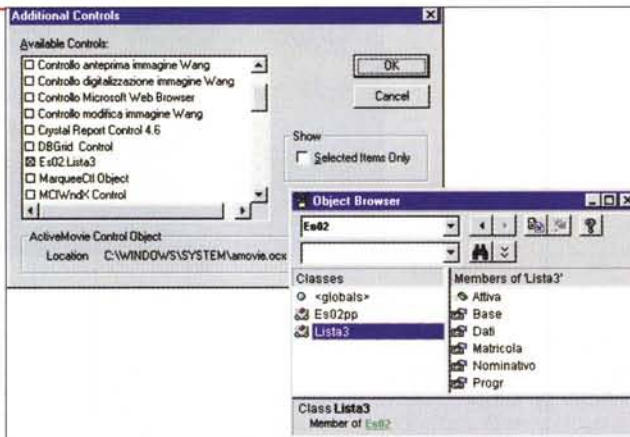 Additional Controls
Available Controls:
Controllo anteprima immagine Wang
Controllo digitalizzazione immagine Wang
Controllo Microsoft Web Browser
Controllo modifica immagine Wang
Crystal Report Control 4.6
DBGrid Control
Es02.Lista3
MarqueeCtl Object
MCIWndX Control
OK
Cancel
Show
Selected Items Only
ActiveMovie Control Object
Location C:\WINDOWS\SYSTEM\amovie.ocx
Object Browser
Es02
Classes
<globals>
Es02pp
Lista3
Members of 'Lista3'
Attiva
Base
Dati
Matricola
Nominativo
Progr
Class Lista3
Member of Es02